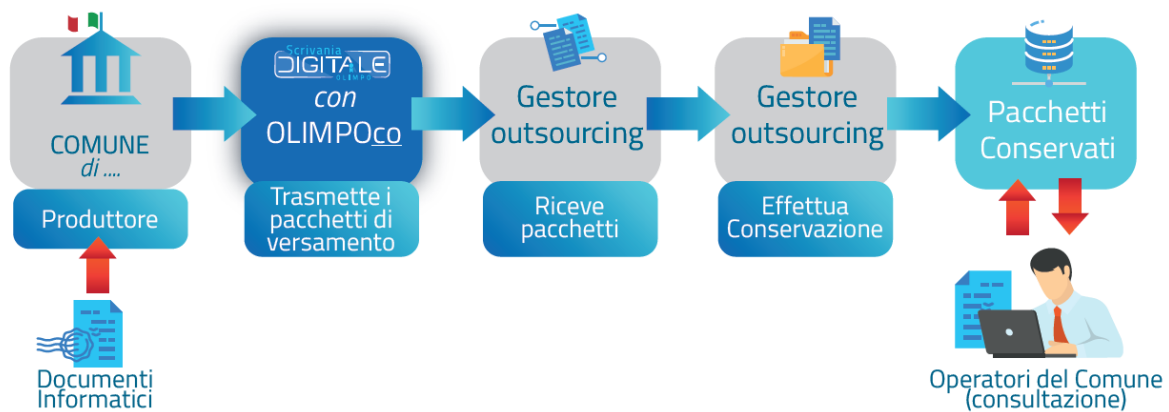 COMUNE
di ....
Produttore
Documenti
Informatici
Scrivania
DIGITALE
OLIMPO
con
OLIMPOco
Trasmette i
pacchetti di
versamento
Gestore
outsourcing
Riceve
pacchetti
Gestore
outsourcing
Effettua
Conservazione
Pacchetti
Conservati
Operatori del Comune
(consultazione)